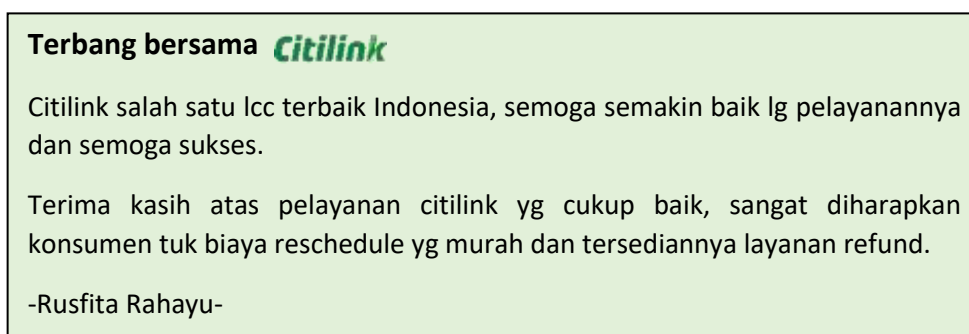 Terbang bersama Citilink
Citilink salah satu lcc terbaik Indonesia, semoga semakin baik lg pelayanannya
dan semoga sukses.
Terima kasih atas pelayanan citilink yg cukup baik, sangat diharapkan
konsumen tuk biaya reschedule yg murah dan tersediannya layanan refund.
-Rusfita Rahayu-